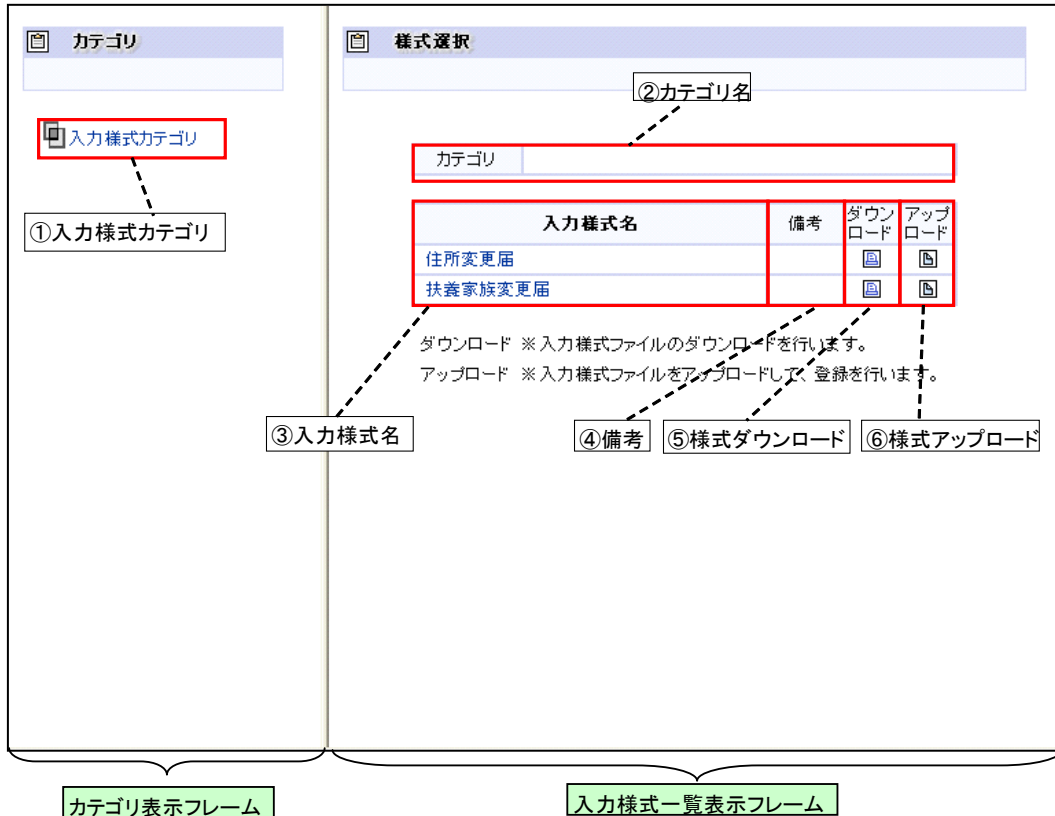 カテゴリ
様式選択
②カテゴリ名
入力様式カテゴリ
カテゴリ
①入力様式カテゴリ
入力様式名
備考
ダウンロード
アップロード
住所変更届
扶養家族変更届
ダウンロード ※入力様式ファイルのダウンロードを行います。
アップロード ※入力様式ファイルをアップロードして、登録を行います。
③入力様式名
④備考
⑤様式ダウンロード
⑥様式アップロード
カテゴリ表示フレーム
入力様式一覧表示フレーム